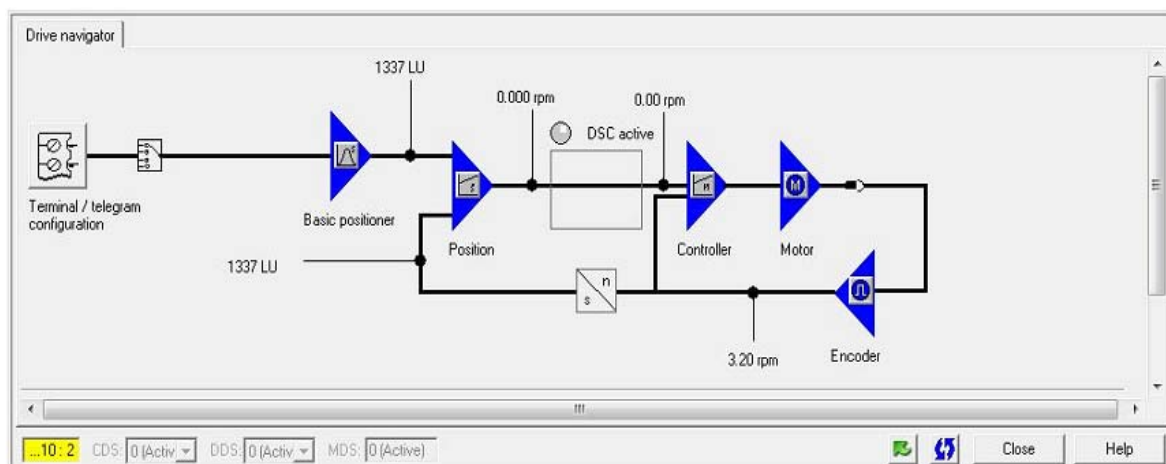 Drive navigator
1337 LU
0.000 rpm
0.00 rpm
DSC active
Terminal / telegram
configuration
Basic positioner
Position
Controller
Motor
1337 LU
s n
3.20 rpm
Encoder
...10 : 2 CDS: 0 (Activ DDS: 0 (Activ MDS: 0 (Active) Close Help